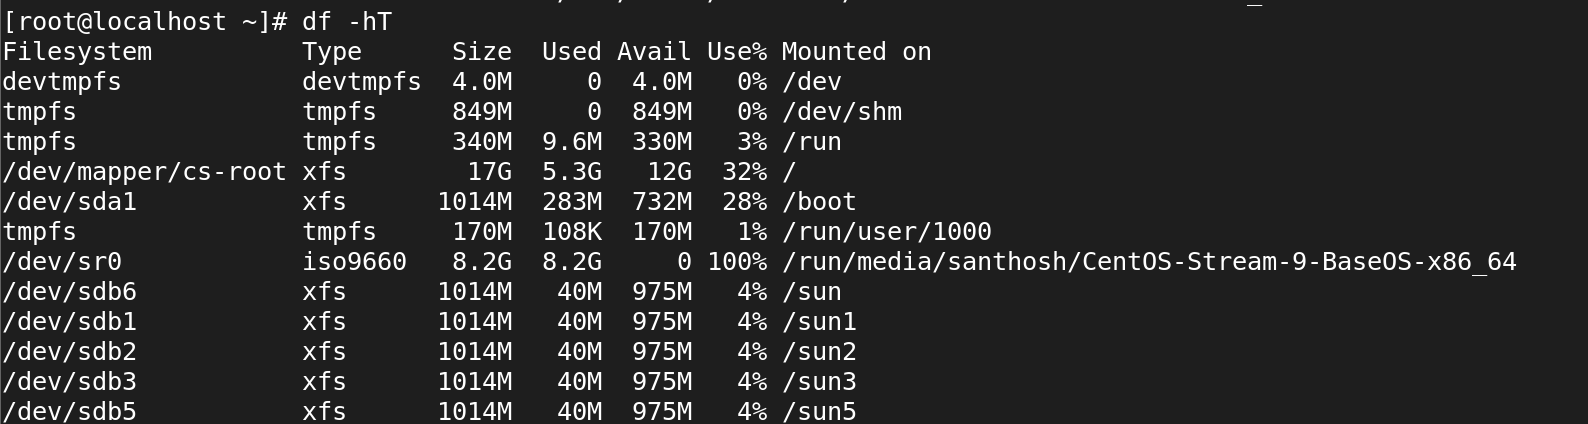 [root@localhost ~]# df -hT
Filesystem          Type      Size  Used Avail Use% Mounted on
devtmpfs            devtmpfs  4.0M     0  4.0M   0% /dev
tmpfs               tmpfs     849M     0  849M   0% /dev/shm
tmpfs               tmpfs     340M  9.6M  330M   3% /run
/dev/mapper/cs-root xfs        17G  5.3G   12G  32% /
/dev/sda1           xfs      1014M  283M  732M  28% /boot
tmpfs               tmpfs     170M  108K  170M   1% /run/user/1000
/dev/sr0            iso9660   8.2G  8.2G     0 100% /run/media/santhosh/CentOS-Stream-9-BaseOS-x86_64
/dev/sdb6           xfs      1014M   40M  975M   4% /sun
/dev/sdb1           xfs      1014M   40M  975M   4% /sun1
/dev/sdb2           xfs      1014M   40M  975M   4% /sun2
/dev/sdb3           xfs      1014M   40M  975M   4% /sun3
/dev/sdb5           xfs      1014M   40M  975M   4% /sun5